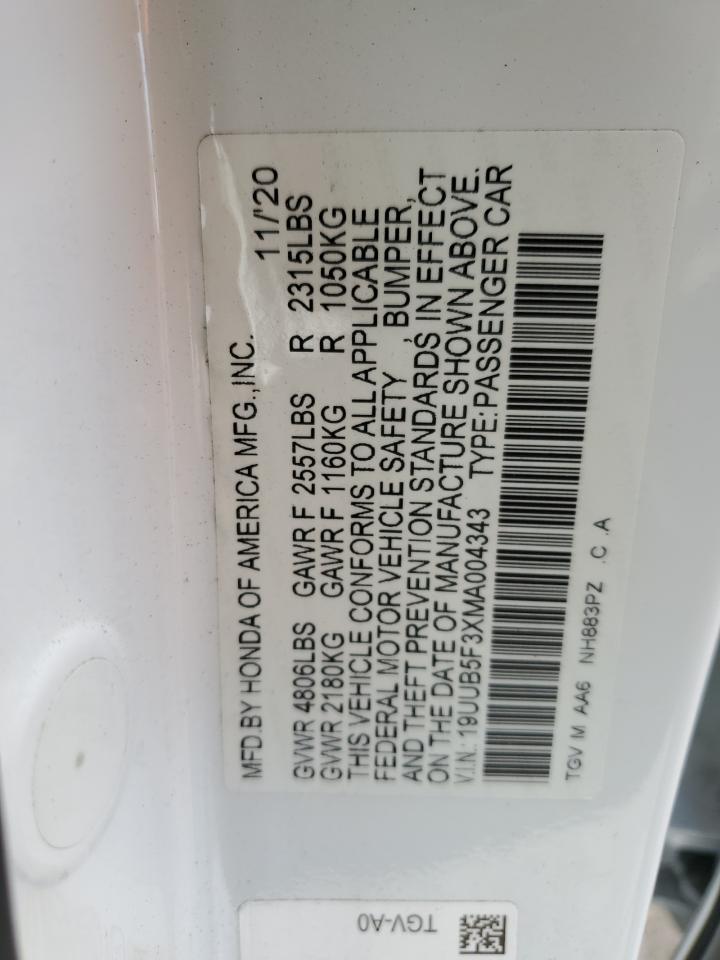 MFD.BY HONDA OF AMERICA MFG.,INC. 11/'20
GVWR 4806LBS GAWR F 2557LBS R 2315LBS
GVWR 2180KG GAWR F 1160KG R 1050KG
THIS VEHICLE CONFORMS TO ALL APPLICABLE
FEDERAL MOTOR VEHICLE SAFETY , BUMPER,
AND THEFT PREVENTION STANDARDS IN EFFECT
ON THE DATE OF MANUFACTURE SHOWN ABOVE.
V.I.N.: 19UUB5F3XMA004343 TYPE:PASSENGER CAR
TGV M AA6 NH883PZ .C .A
TGV-A0